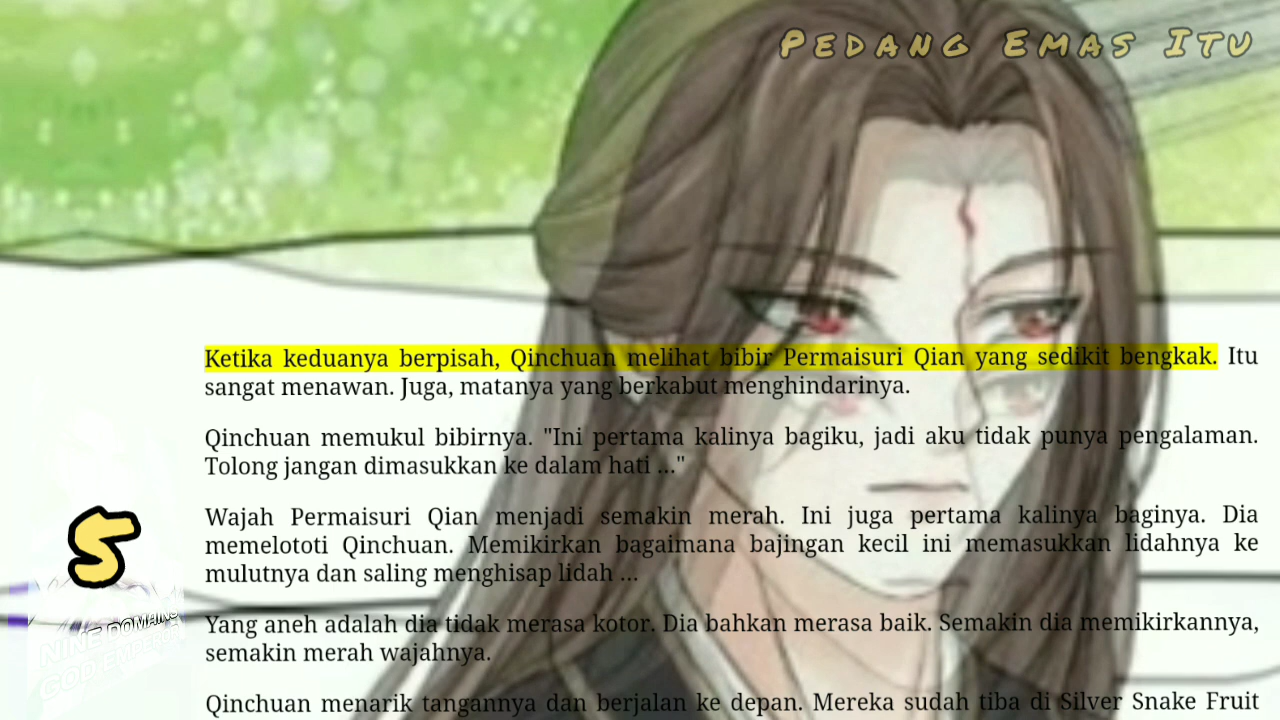 Pedang Emas Itu
Ketika keduanya berpisah, Qinchuan melihat bibir Permaisuri Qian yang sedikit bengkak. Itu
sangat menawan. Juga, matanya yang berkabut menghindarinya.
Qinchuan memukul bibirnya. "Ini pertama kalinya bagiku, jadi aku tidak punya pengalaman.
Tolong jangan dimasukkan ke dalam hati ..."
Wajah Permaisuri Qian menjadi semakin merah. Ini juga pertama kalinya baginya. Dia
memelototi Qinchuan. Memikirkan bagaimana bajingan kecil ini memasukkan lidahnya ke
mulutnya dan saling menghisap lidah ...
Yang aneh adalah dia tidak merasa kotor. Dia bahkan merasa baik. Semakin dia memikirkannya,
semakin merah wajahnya.
Qinchuan menarik tangannya dan berjalan ke depan. Mereka sudah tiba di Silver Snake Fruit
S
NINE DOMAINS
GOD EMPEROR